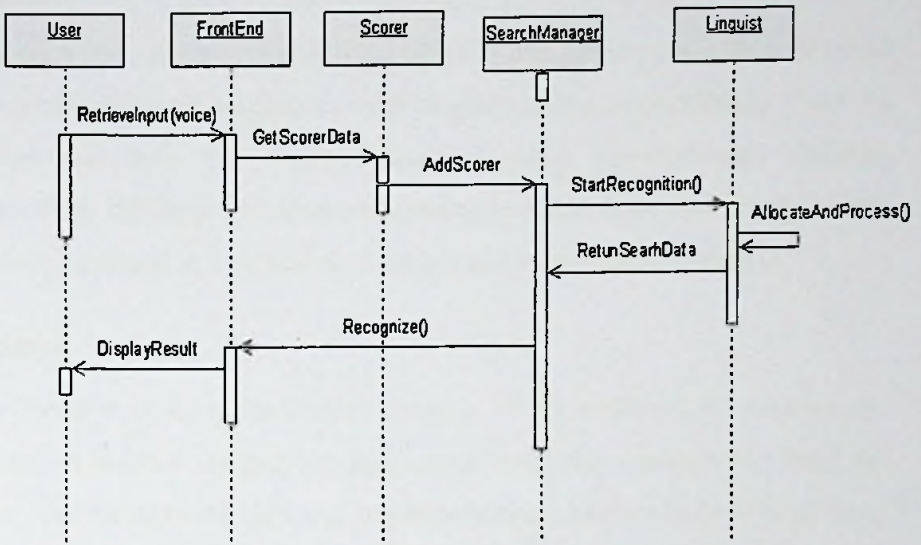 User
FrontEnd
Scorer
SearchManager
Linguist
RetrieveInput(voice)
GetScorerData
AddScorer
StartRecognition()
AllocateAndProcess()
RetunSearhData
Recognize()
DisplayResult